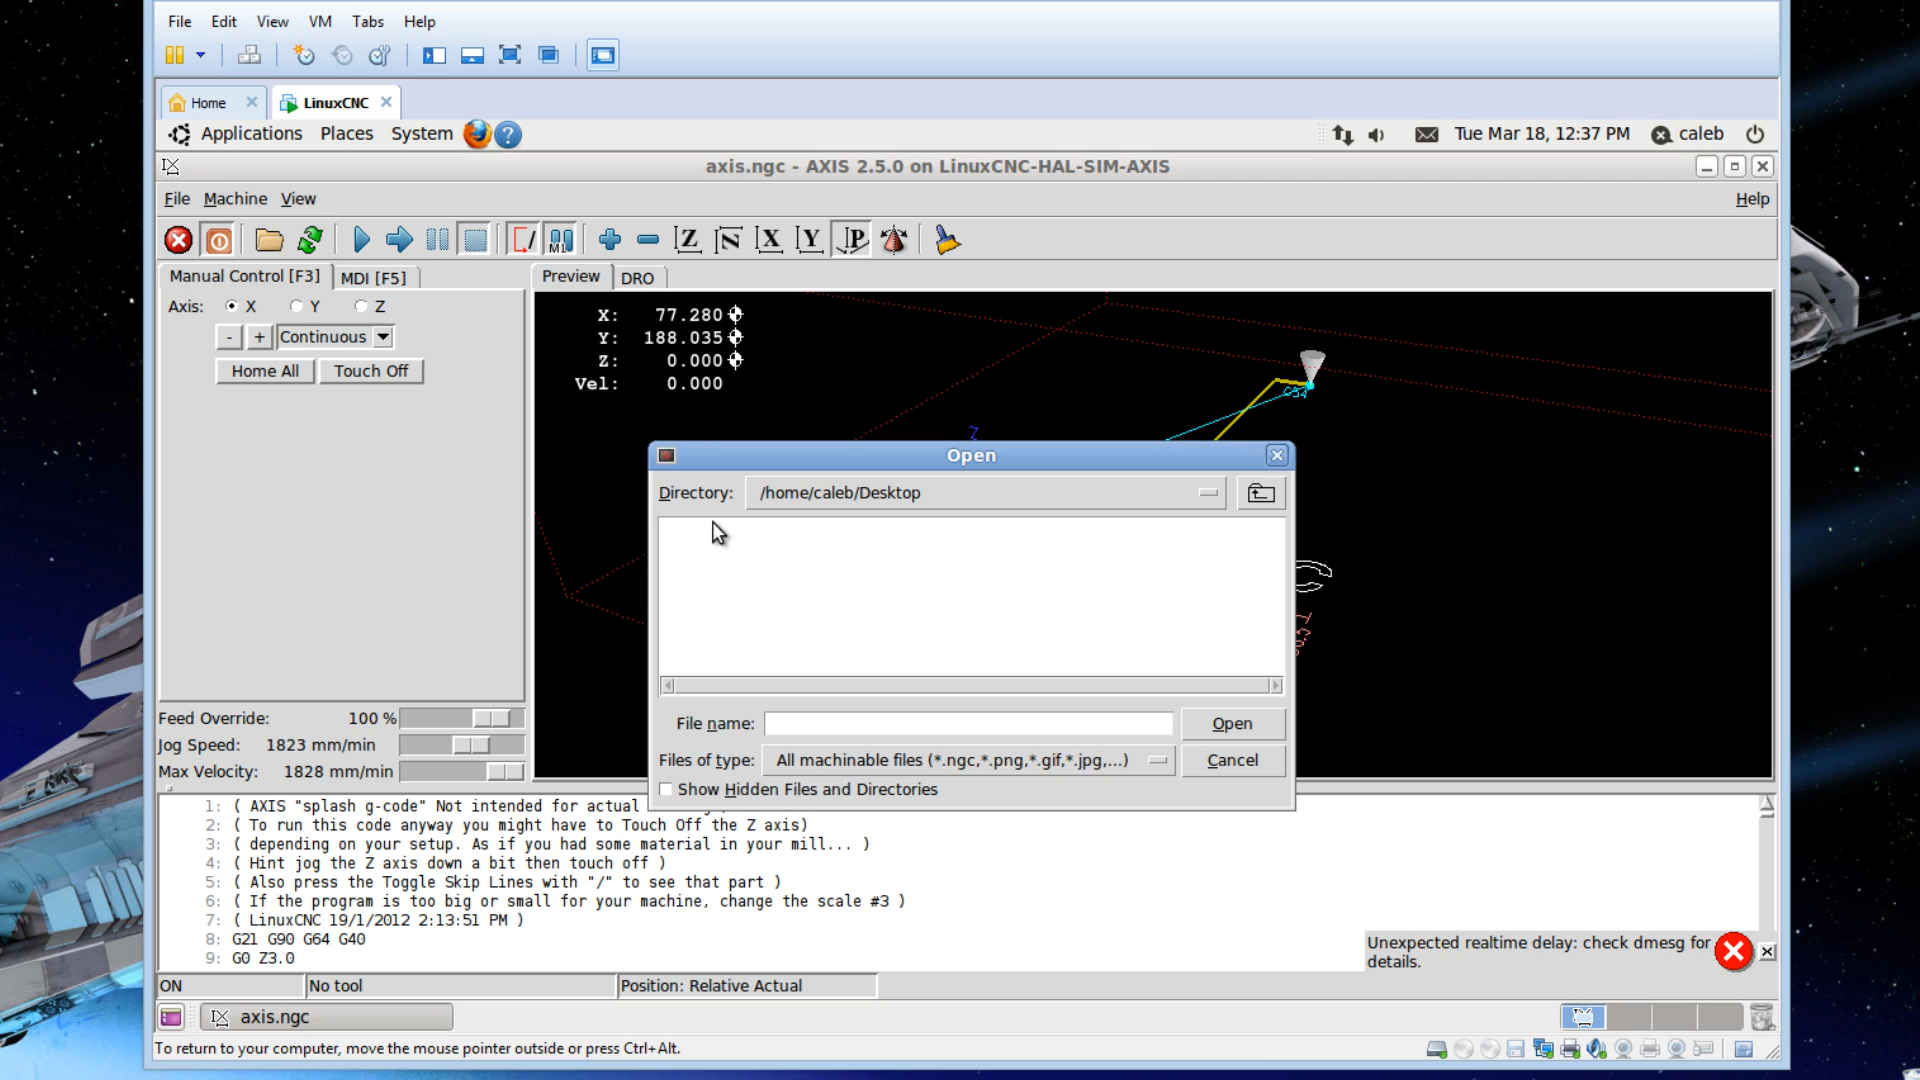 File Edit View VM Tabs Help
Home LinuxCNC
Applications Places System Tue Mar 18, 12:37 PM caleb
axis.ngc - AXIS 2.5.0 on LinuxCNC-HAL-SIM-AXIS
File Machine View Help
Manual Control [F3] MDI [F5] Preview DRO
Axis: X Y Z
- + Continuous
Home All Touch Off
X: 77.280
Y: 188.035
Z: 0.000
Vel: 0.000
G54
Z
Open
Directory: /home/caleb/Desktop
File name: Open
Files of type: All machinable files (*.ngc,*.png,*.gif,*.jpg,...) Cancel
Show Hidden Files and Directories
Feed Override: 100 %
Jog Speed: 1823 mm/min
Max Velocity: 1828 mm/min
1: ( AXIS "splash g-code" Not intended for actual
2: ( To run this code anyway you might have to Touch Off the Z axis)
3: ( depending on your setup. As if you had some material in your mill... )
4: ( Hint jog the Z axis down a bit then touch off )
5: ( Also press the Toggle Skip Lines with "/" to see that part )
6: ( If the program is too big or small for your machine, change the scale #3 )
7: ( LinuxCNC 19/1/2012 2:13:51 PM )
8: G21 G90 G64 G40
9: G0 Z3.0
Unexpected realtime delay: check dmesg for
details.
ON No tool Position: Relative Actual
axis.ngc
To return to your computer, move the mouse pointer outside or press Ctrl+Alt.